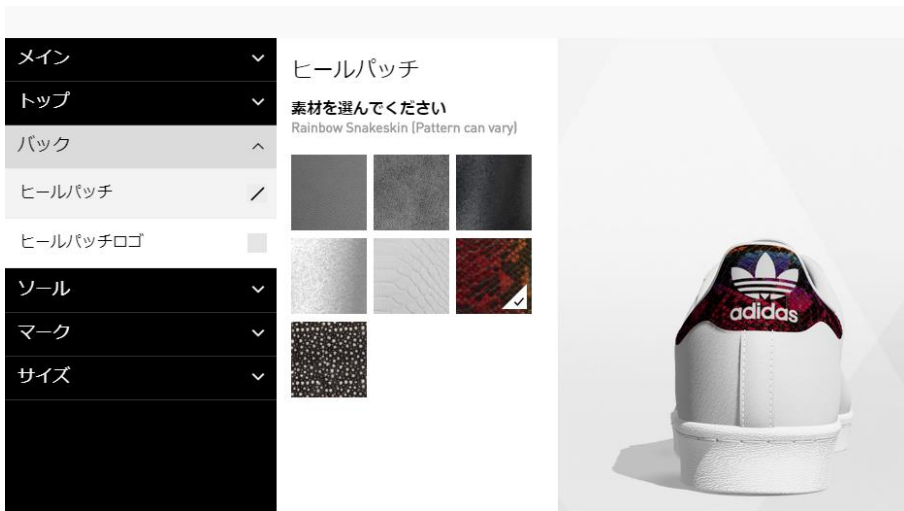 メイン
トップ
バック
ヒールパッチ
ヒールパッチロゴ
ソール
マーク
サイズ
ヒールパッチ
素材を選んでください
Rainbow Snakeskin (Pattern can vary)
adidas